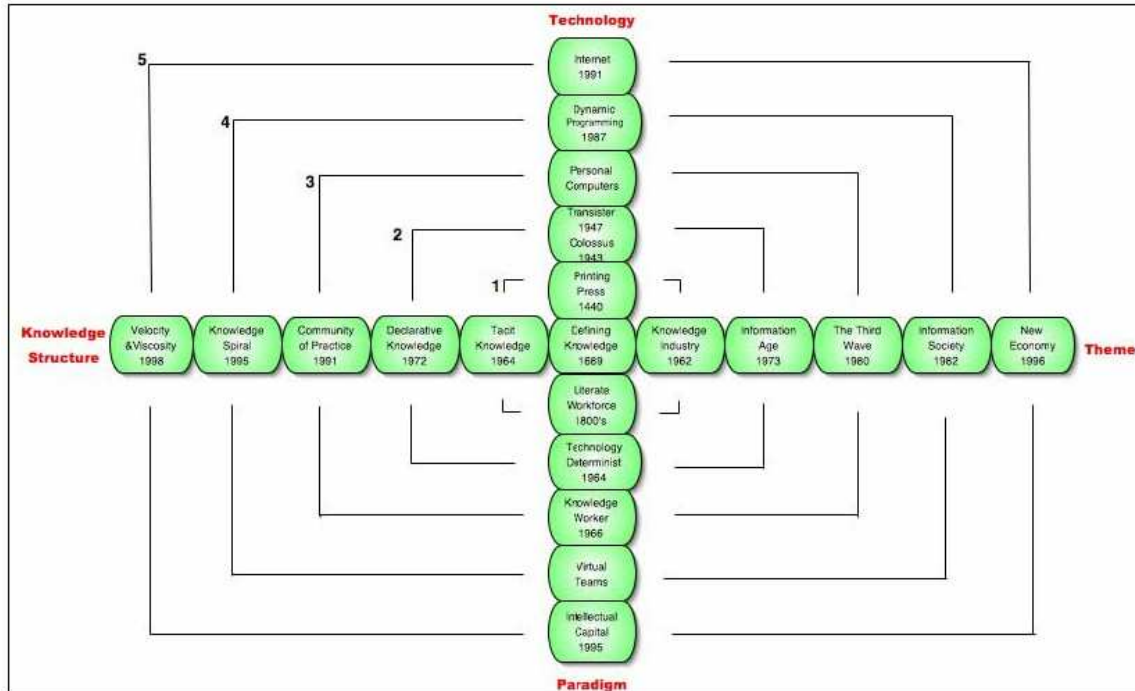 Technology
5
Internet
1991
4
Dynamic
Programming
1987
3
Personal
Computers
2
Transister
1947
Colossus
1943
1
Printing
Press
1440
Knowledge
Structure
Velocity
&Viscosity
1998
Knowledge
Spiral
1995
Community
of Practice
1991
Declarative
Knowledge
1972
Tacit
Knowledge
1964
Defining
Knowledge
1689
Knowledge
Industry
1962
Information
Age
1973
The Third
Wave
1980
Information
Society
1982
New
Economy
1996
Theme
Literate
Workforce
1800's
Technology
Determinist
1964
Knowledge
Worker
1966
Virtual
Teams
Intellectual
Capital
1995
Paradigm